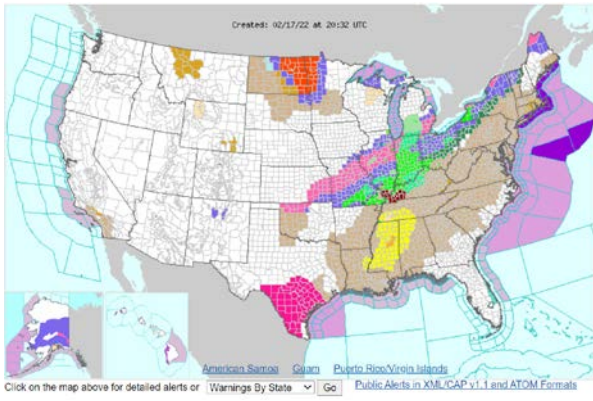 Created: 02/17/22 at 20:32 UTC
American Samoa Guam Puerto Rico/Virgin Islands
Click on the map above for detailed alerts or Warnings By State Go Public Alerts in XML/CAP v1.1 and ATOM Formats